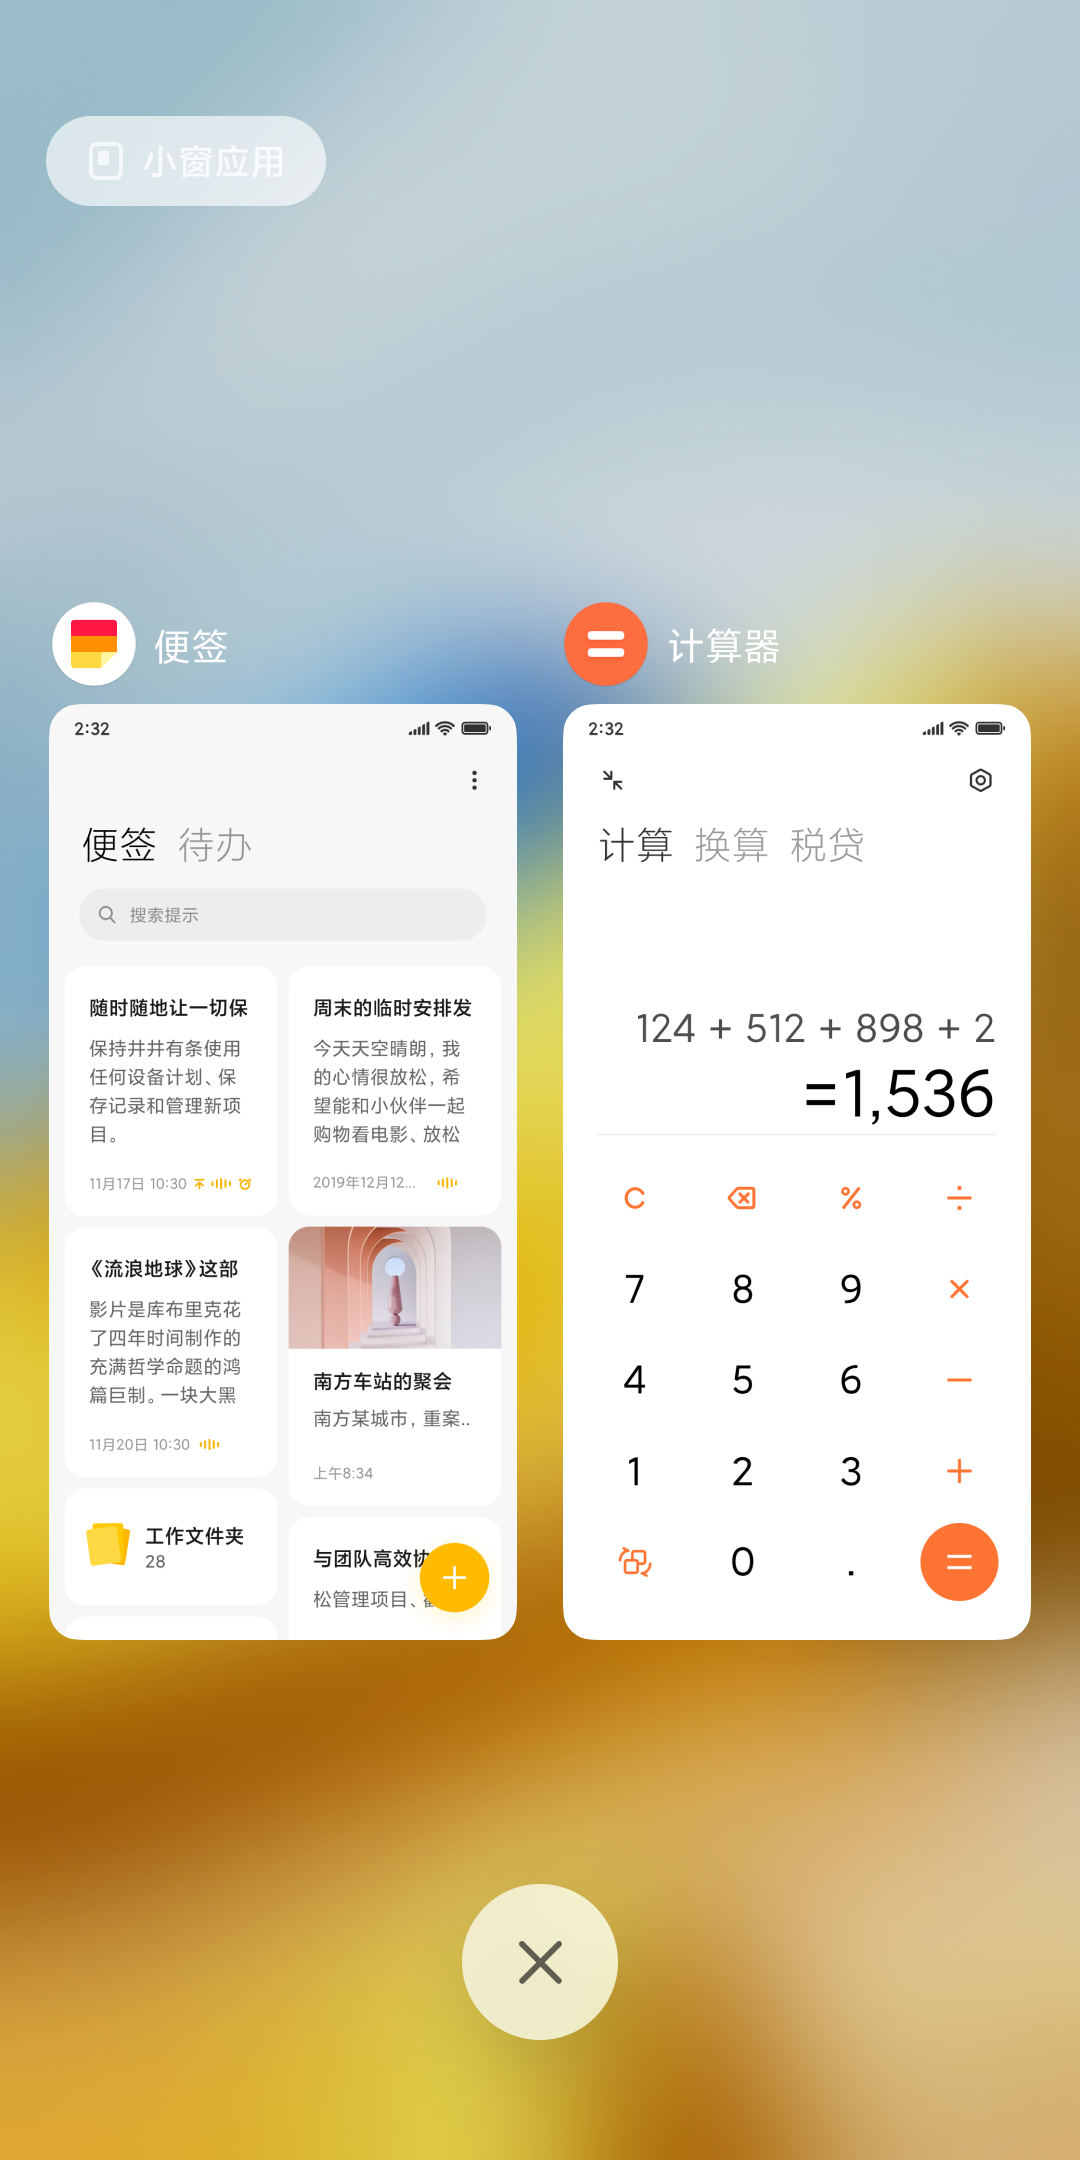 小窗应用
便签
2:32
便签 待办
搜索提示
随时随地让一切保
保持井井有条使用
任何设备计划、保
存记录和管理新项
目。
11月17日 10:30
《流浪地球》这部
影片是库布里克花
了四年时间制作的
充满哲学命题的鸿
篇巨制。一块大黑
11月20日 10:30
工作文件夹
28
周末的临时安排发
今天天空晴朗，我
的心情很放松，希
望能和小伙伴一起
购物看电影、放松
2019年12月12...
南方车站的聚会
南方某城市，重案..
上午8:34
与团队高效协
松管理项目、
计算器
2:32
计算 换算 税贷
124 + 512 + 898 + 2
=1,536
C % ÷
7 8 9 ×
4 5 6 −
1 2 3 +
0 . =